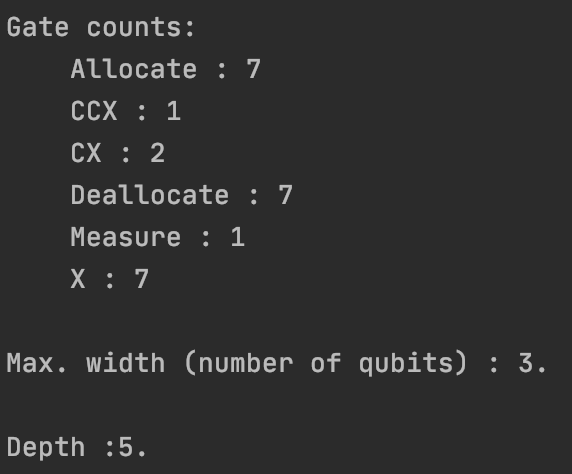 Gate counts:
Allocate : 7
CCX : 1
CX : 2
Deallocate : 7
Measure : 1
X : 7
Max. width (number of qubits) : 3.
Depth :5.